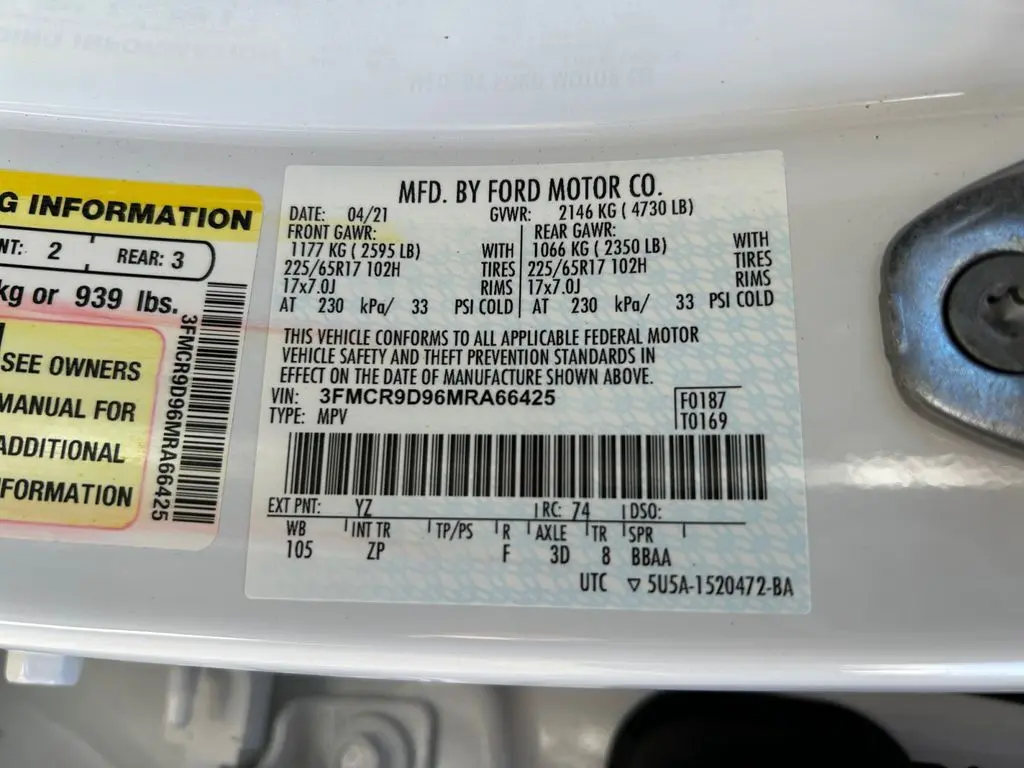 G INFORMATION
NT: 2 REAR: 3
kg or 939 lbs.
SEE OWNERS
MANUAL FOR
ADDITIONAL
FORMATION
3FMCR9D96MRA66425
MFD. BY FORD MOTOR CO.
DATE: 04/21 GVWR: 2146 KG ( 4730 LB)
FRONT GAWR: REAR GAWR:
1177 KG ( 2595 LB) WITH 1066 KG ( 2350 LB) WITH
225/65R17 102H TIRES 225/65R17 102H TIRES
17x7.0J RIMS 17x7.0J RIMS
AT 230 kPa/ 33 PSI COLD AT 230 kPa/ 33 PSI COLD
THIS VEHICLE CONFORMS TO ALL APPLICABLE FEDERAL MOTOR
VEHICLE SAFETY AND THEFT PREVENTION STANDARDS IN
EFFECT ON THE DATE OF MANUFACTURE SHOWN ABOVE.
VIN: 3FMCR9D96MRA66425 F0187
TYPE: MPV T0169
EXT PNT: YZ RC: 74 DSO:
WB INT TR TP/PS R AXLE TR SPR
105 ZP F 3D 8 BBAA
UTC ▽ 5U5A-1520472-BA